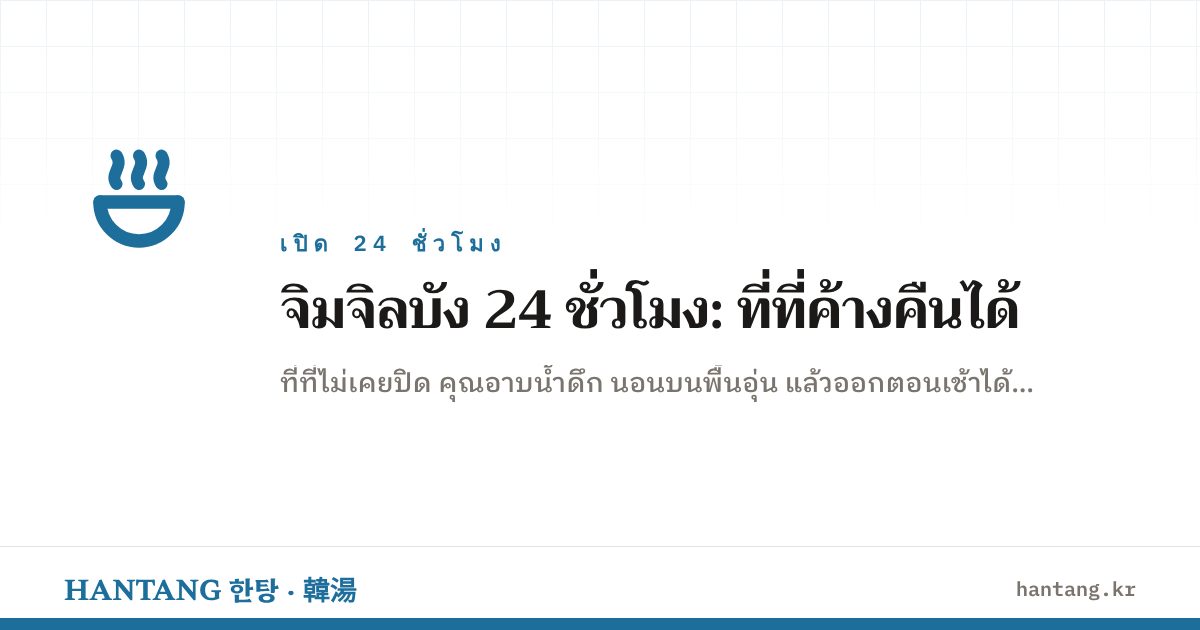 เปิด 24 ชั่วโมง
จิมจิลบัง 24 ชั่วโมง: ที่ที่ค้างคืนได้
ที่ที่ไม่เคยปิด คุณอาบน้ำดึก นอนบนพื้นอุ่น แล้วออกตอนเช้าได้…
HANTANG 한탕 · 韓湯
hantang.kr